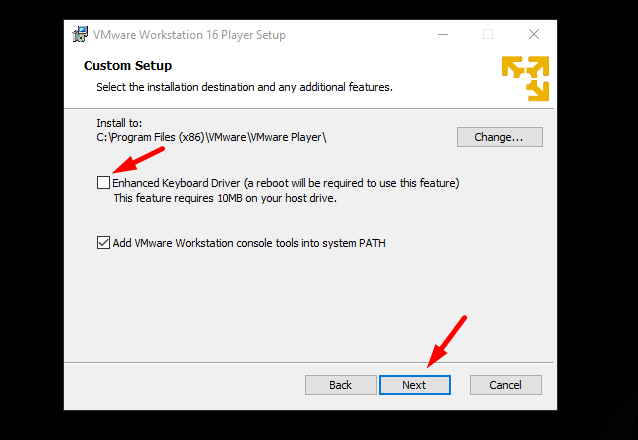 VMware Workstation 16 Player Setup
Custom Setup
Select the installation destination and any additional features.
Install to:
C:\Program Files (x86)\VMware\VMware Player\
Change...
Enhanced Keyboard Driver (a reboot will be required to use this feature)
This feature requires 10MB on your host drive.
Add VMware Workstation console tools into system PATH
Back
Next
Cancel